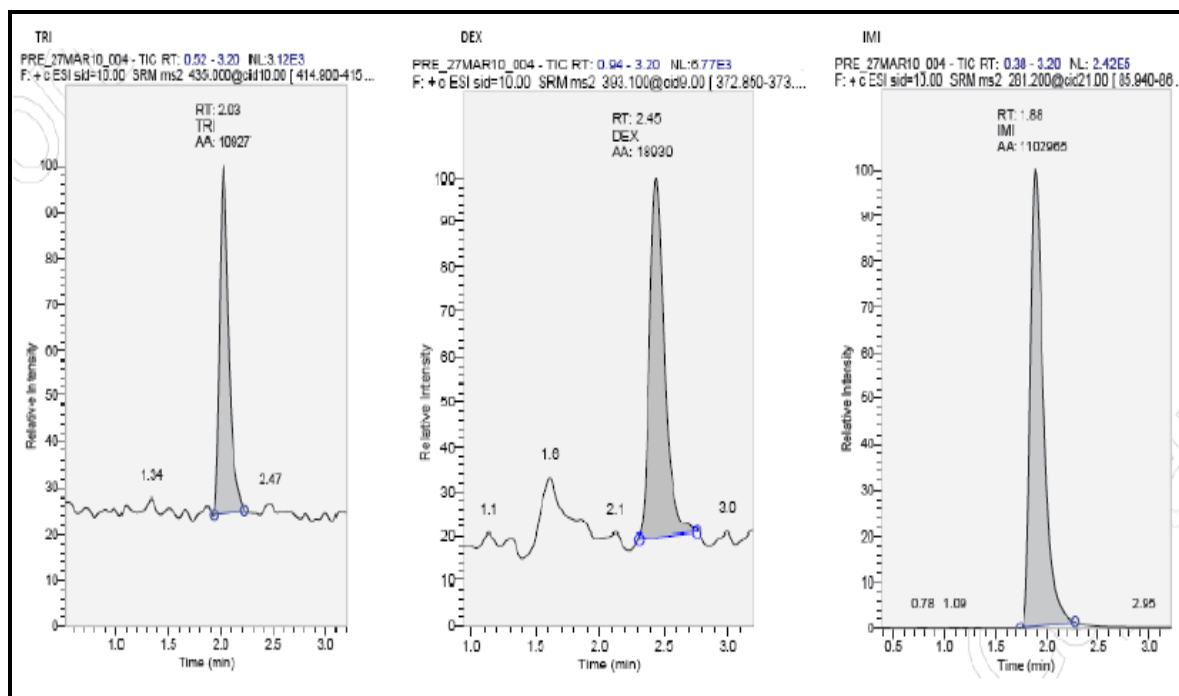 TRI
PRE_27MAR10_004 - TIC RT: 0.52 - 3.20 NL:3.12E3
F: + c ESI sid=10.00 SRM ms2 435.000@cid10.00 [ 414.900-415 ...
RT: 2.03
TRI
AA: 10927
100
90
80
70
60
50
40
30
20
10
0
Relative Intensity
1.34
2.47
1.0
1.5
2.0
2.5
3.0
Time (min)
DEX
PRE_27MAR10_004 - TIC RT: 0.94 - 3.20 NL:6.77E3
F: + c ESI sid=10.00 SRM ms2 393.100@cid9.00 [ 372.850-373....
RT: 2.45
DEX
AA: 18930
100
90
80
70
60
50
40
30
20
10
0
Relative Intensity
1.1
1.6
2.1
3.0
1.0
1.5
2.0
2.5
3.0
Time (min)
IMI
PRE_27MAR10_004 - TIC RT: 0.38 - 3.20 NL: 2.42E5
F: + c ESI sid=10.00 SRM ms2 281.200@cid21.00 [ 85.940-86 ...
RT: 1.88
IMI
AA: 1102965
100
90
80
70
60
50
40
30
20
10
0
Relative Intensity
0.78
1.09
2.95
0.4
1.0
1.5
2.0
2.5
3.0
Time (min)